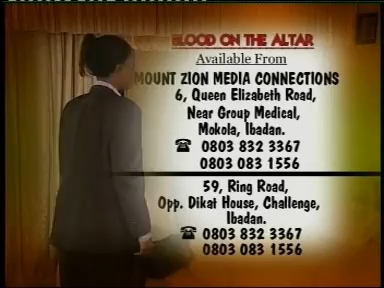 BLOOD ON THE ALTAR
Available From
MOUNT ZION MEDIA CONNECTIONS
6, Queen Elizabeth Road,
Near Group Medical,
Mokola, Ibadan.
☎ 0803 832 3367
0803 083 1556
59, Ring Road,
Opp. Dikat House, Challenge,
Ibadan.
☎ 0803 832 3367
0803 083 1556